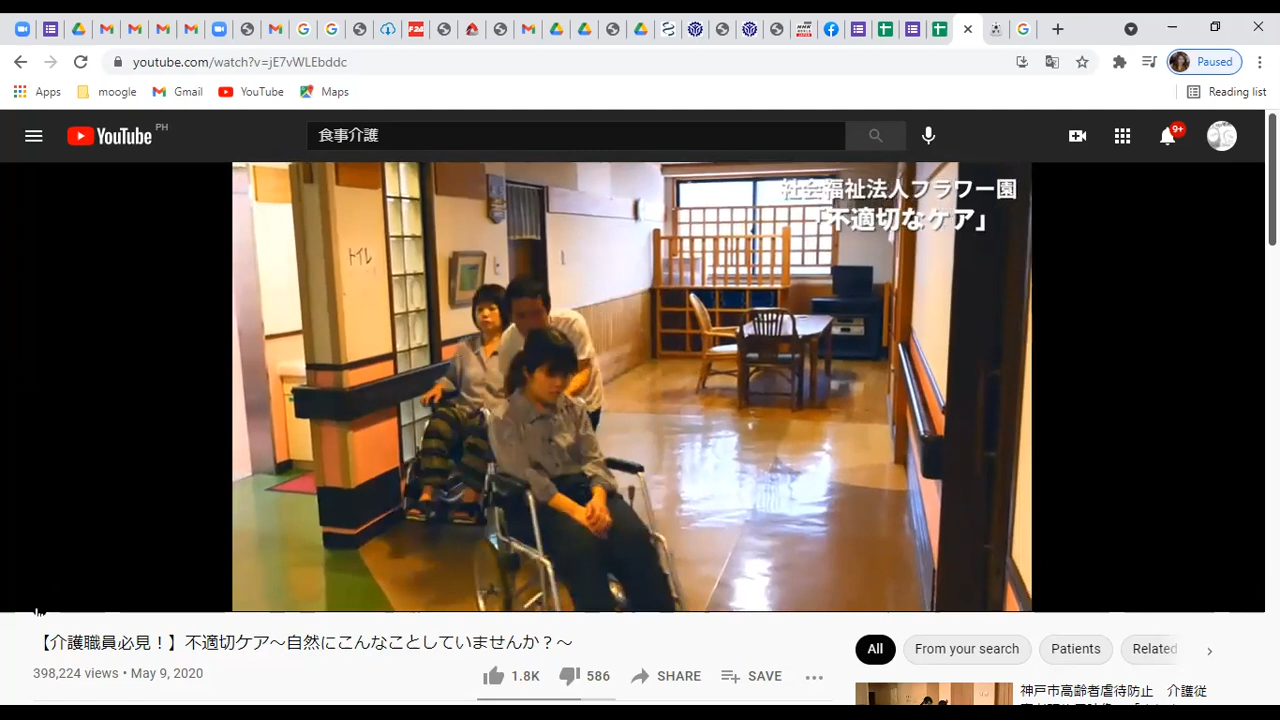 youtube.com/watch?v=jE7vWLEbddc
Paused
Apps
moogle
Gmail
YouTube
Maps
Reading list
YouTube PH
食事介護
9+
社会福祉法人フラワー園
「不適切なケア」
トイレ
【介護職員必見！】不適切ケア～自然にこんなことしていませんか？～
398,224 views • May 9, 2020
1.8K
586
SHARE
SAVE
All
From your search
Patients
Related
神戸市高齢者虐待防止 介護従